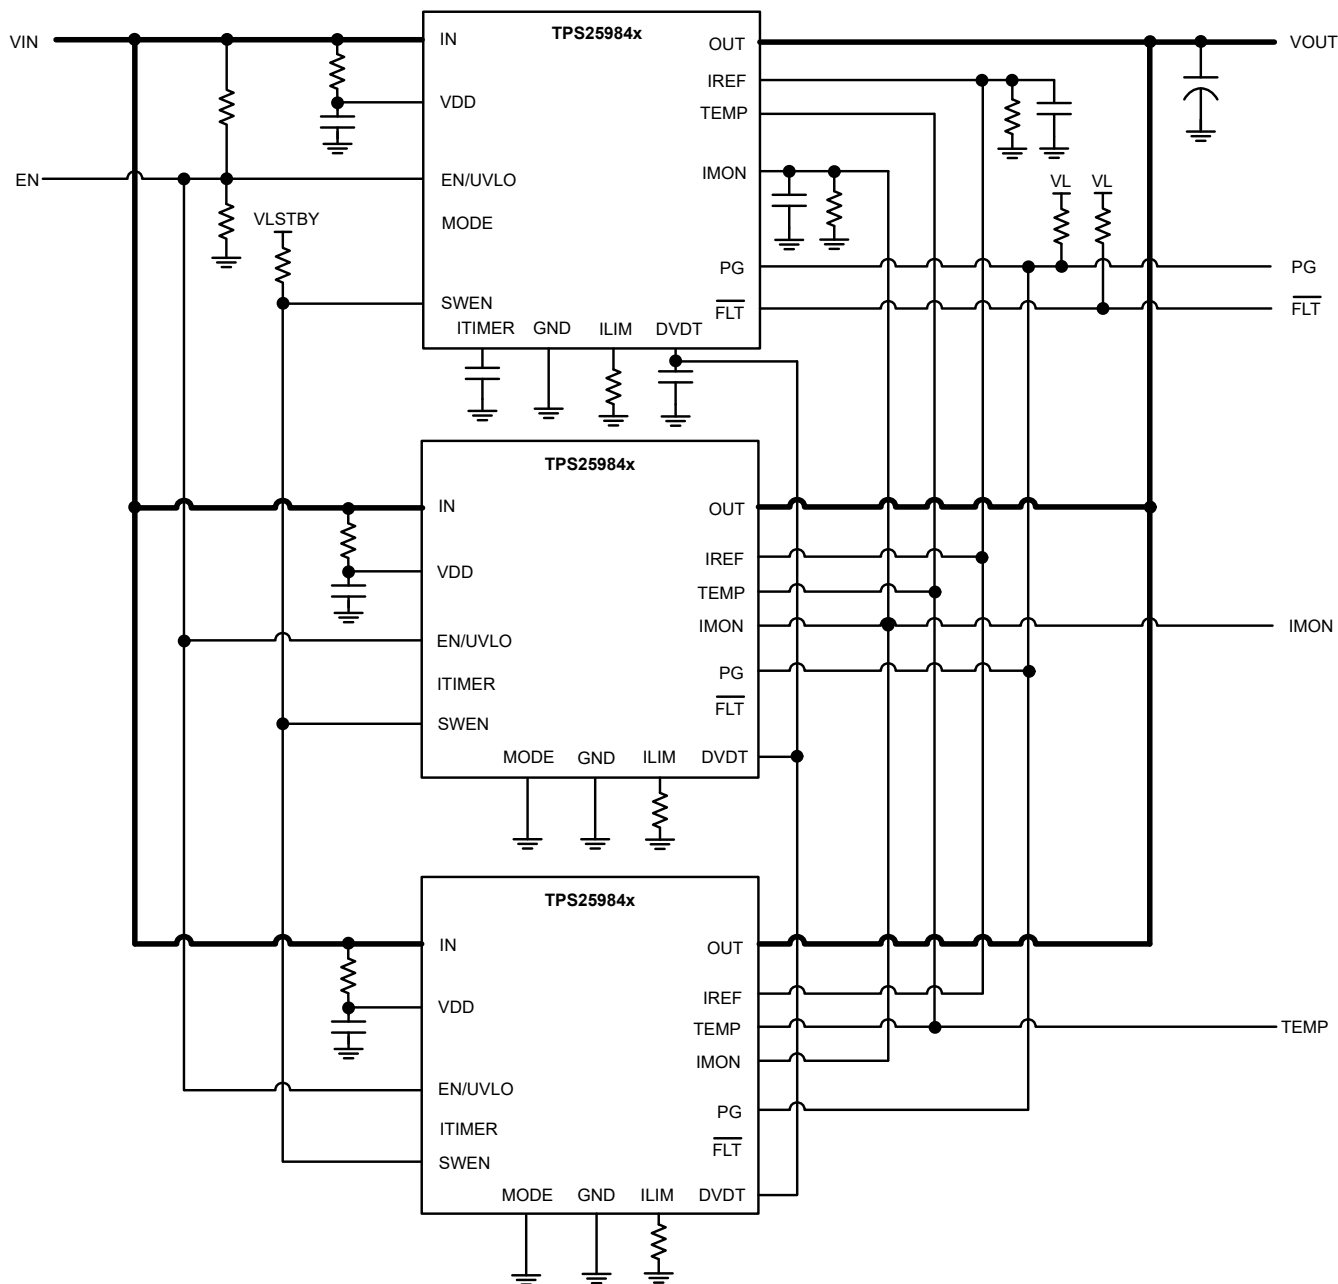 TPS25984x
VIN
IN
OUT
VOUT
IREF
VDD
TEMP
IMON
EN
EN/UVLO
VL
VL
VLSTBY
MODE
PG
PG
SWEN
FLT
FLT
ITIMER
GND
ILIM
DVDT
TPS25984x
IN
OUT
IREF
VDD
TEMP
IMON
IMON
EN/UVLO
PG
ITIMER
FLT
SWEN
MODE
GND
ILIM
DVDT
TPS25984x
IN
OUT
IREF
VDD
TEMP
TEMP
IMON
EN/UVLO
PG
ITIMER
FLT
SWEN
MODE
GND
ILIM
DVDT